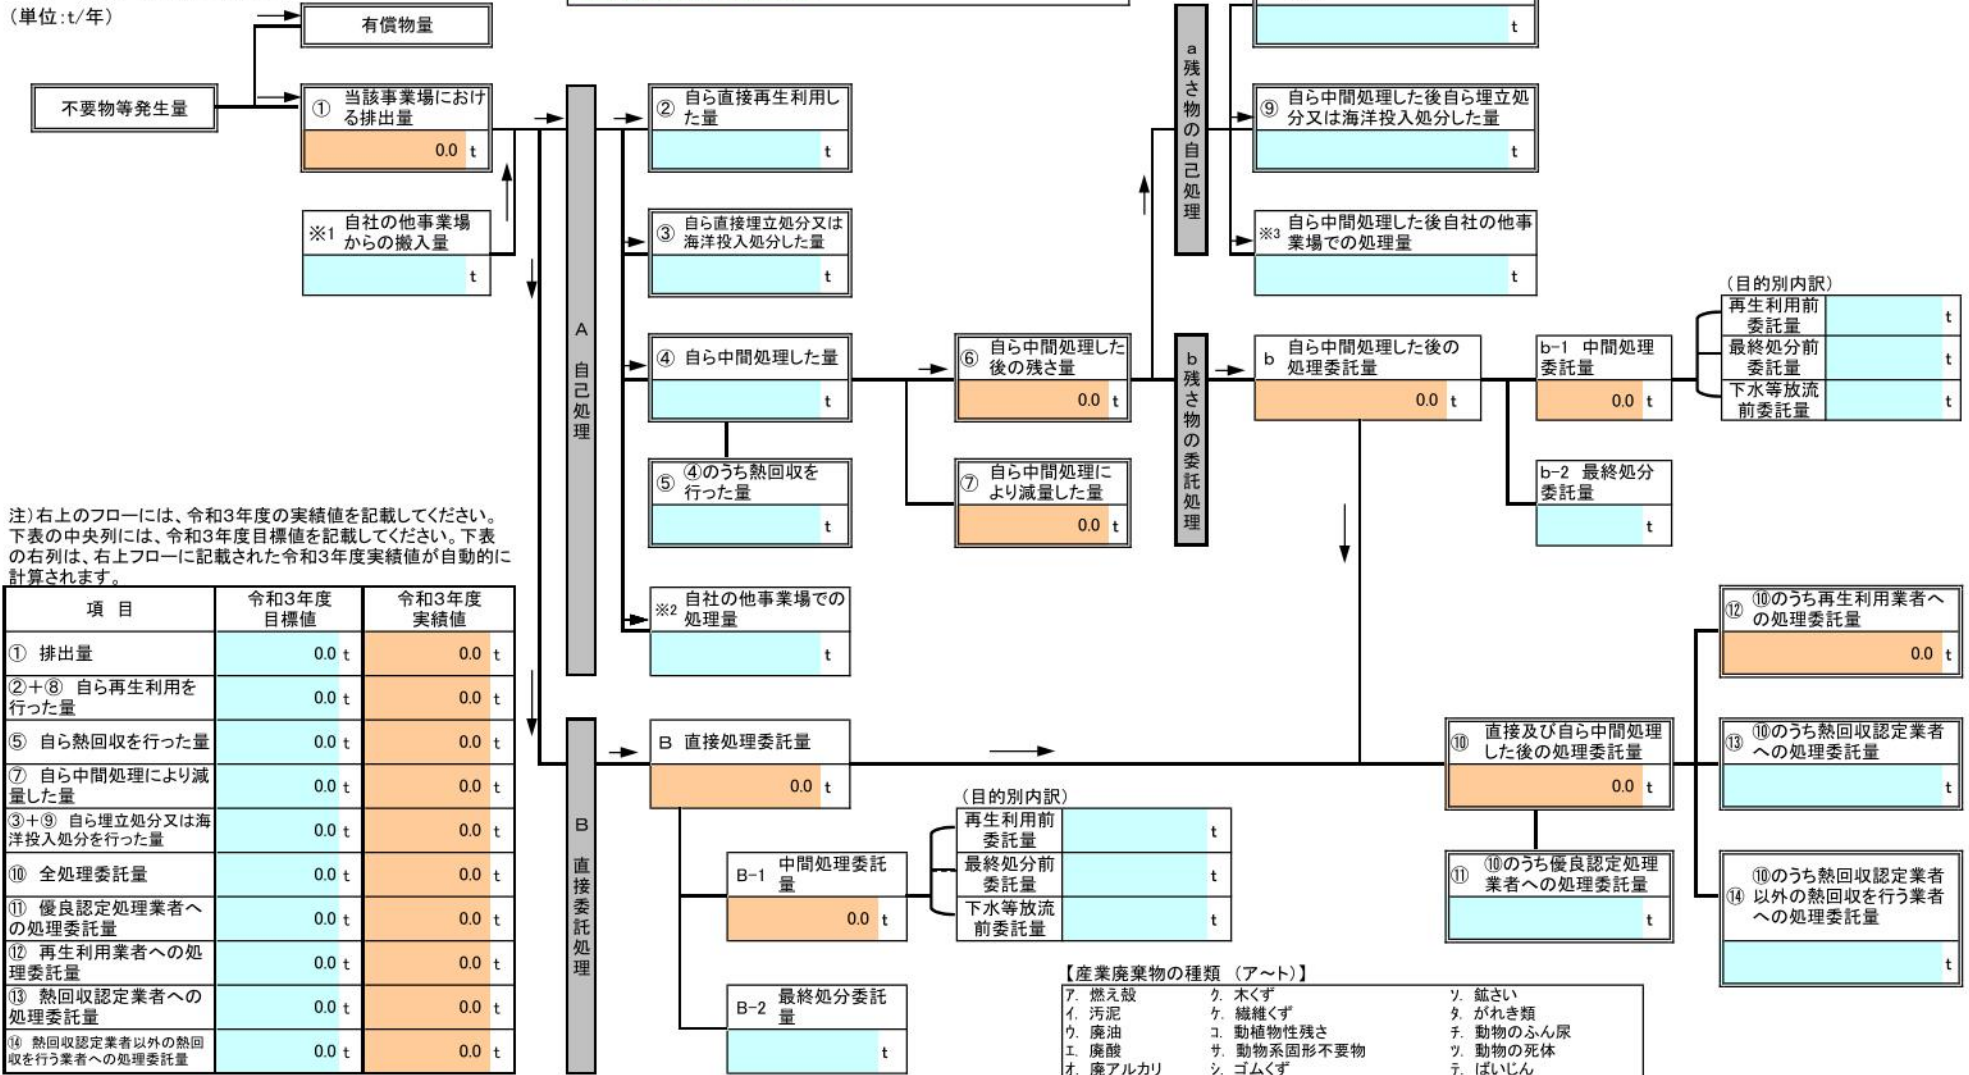 (単位:t/年)
有償物量
不要物等発生量
① 当該事業場におけ
る排出量
0.0 t
※1 自社の他事業場
からの搬入量
t
A 自己処理
② 自ら直接再生利用し
た量
t
③ 自ら直接埋立処分又は
海洋投入処分した量
t
④ 自ら中間処理した量
t
⑤ ④のうち熱回収を
行った量
t
※2 自社の他事業場での
処理量
t
⑥ 自ら中間処理した
後の残さ量
0.0 t
⑦ 自ら中間処理に
より減量した量
0.0 t
a 残さ物の自己処理
t
⑨ 自ら中間処理した後自ら埋立処
分又は海洋投入処分した量
t
※3 自ら中間処理した後自社の他事
業場での処理量
t
b 残さ物の委託処理
b 自ら中間処理した後の
処理委託量
0.0 t
b-1 中間処理
委託量
0.0 t
b-2 最終処分
委託量
t
(目的別内訳)
再生利用前
委託量
t
最終処分前
委託量
t
下水等放流
前委託量
t
注)右上のフローには、令和3年度の実績値を記載してください。
下表の中央列には、令和3年度目標値を記載してください。下表
の右列は、右上フローに記載された令和3年度実績値が自動的に
計算されます。
項 目
令和3年度
目標値
令和3年度
実績値
① 排出量
0.0 t 0.0 t
②+⑧ 自ら再生利用を
行った量
0.0 t 0.0 t
⑤ 自ら熱回収を行った量
0.0 t 0.0 t
⑦ 自ら中間処理により減
量した量
0.0 t 0.0 t
③+⑨ 自ら埋立処分又は海
洋投入処分を行った量
0.0 t 0.0 t
⑩ 全処理委託量
0.0 t 0.0 t
⑪ 優良認定処理業者へ
の処理委託量
0.0 t 0.0 t
⑫ 再生利用業者への処
理委託量
0.0 t 0.0 t
⑬ 熱回収認定業者への
処理委託量
0.0 t 0.0 t
⑭ 熱回収認定業者以外の熱回
収を行う業者への処理委託量
0.0 t 0.0 t
B 直接委託処理
B 直接処理委託量
0.0 t
B-1 中間処理委託
量
0.0 t
B-2 最終処分委託
量
t
(目的別内訳)
再生利用前
委託量
t
最終処分前
委託量
t
下水等放流
前委託量
t
⑩ 直接及び自ら中間処理
した後の処理委託量
0.0 t
⑪ ⑩のうち優良認定処理
業者への処理委託量
t
⑫ ⑩のうち再生利用業者へ
の処理委託量
0.0 t
⑬ ⑩のうち熱回収認定業者
への処理委託量
t
⑭ ⑩のうち熱回収認定業者
以外の熱回収を行う業者
への処理委託量
t
【産業廃棄物の種類 (ア~ト)】
ア. 燃え殻 ク. 木くず ソ. 鉱さい
イ. 汚泥 ケ. 繊維くず タ. がれき類
ウ. 廃油 コ. 動植物性残さ チ. 動物のふん尿
エ. 廃酸 サ. 動物系固形不要物 ツ. 動物の死体
オ. 廃アルカリ シ. ゴムくず テ. ばいじん